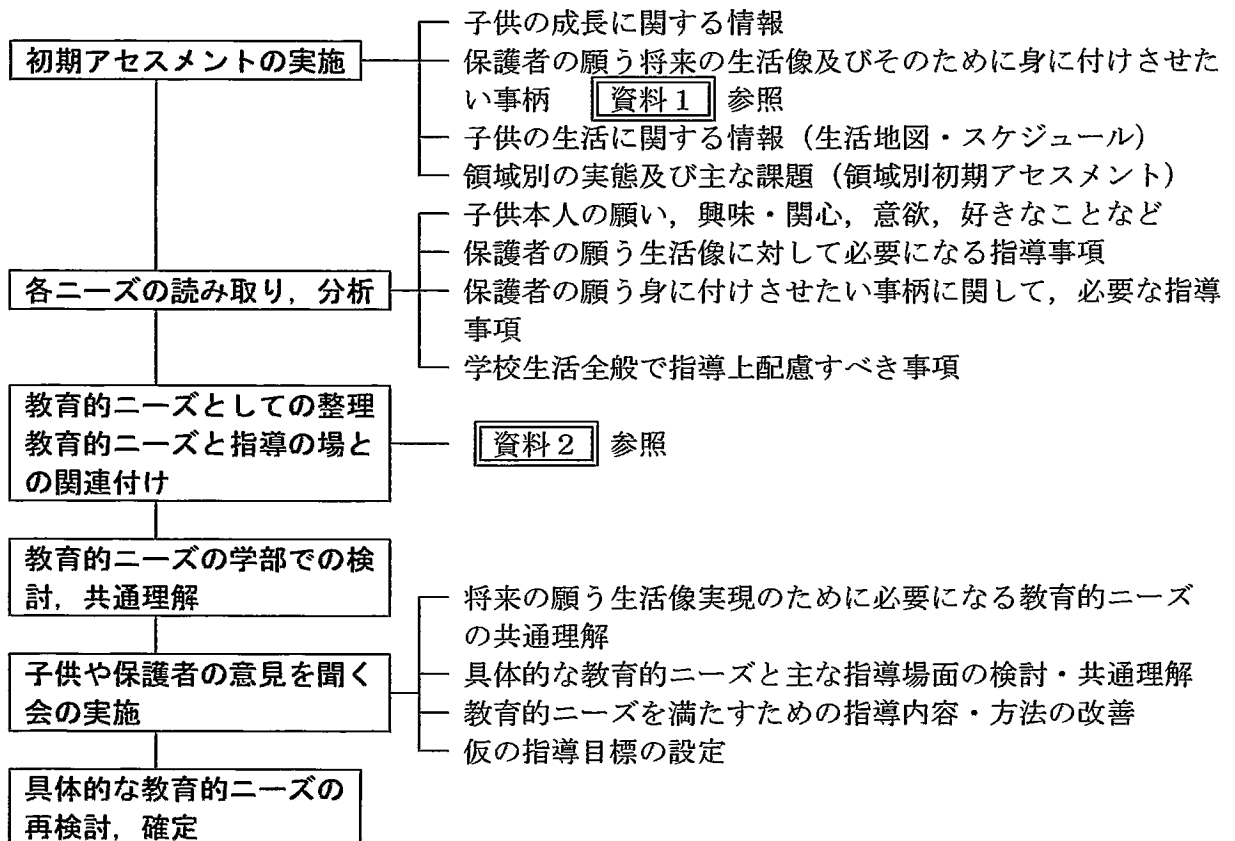 初期アセスメントの実施
子供の成長に関する情報
保護者の願う将来の生活像及びそのために身に付けさせた
い事柄 資料1 参照
子供の生活に関する情報（生活地図・スケジュール）
領域別の実態及び主な課題（領域別初期アセスメント）
各ニーズの読み取り，分析
子供本人の願い，興味・関心，意欲，好きなことなど
保護者の願う生活像に対して必要になる指導事項
保護者の願う身に付けさせたい事柄に関して，必要な指導
事項
学校生活全般で指導上配慮すべき事項
教育的ニーズとしての整理
教育的ニーズと指導の場と
の関連付け
資料2 参照
教育的ニーズの学部での検
討，共通理解
子供や保護者の意見を聞く
会の実施
将来の願う生活像実現のために必要になる教育的ニーズ
の共通理解
具体的な教育的ニーズと主な指導場面の検討・共通理解
教育的ニーズを満たすための指導内容・方法の改善
仮の指導目標の設定
具体的な教育的ニーズの
再検討，確定